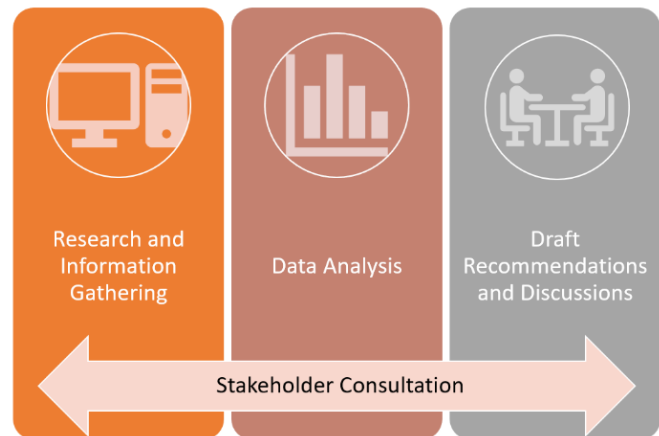 Research and
Information
Gathering
Data Analysis
Draft
Recommendations
and Discussions
Stakeholder Consultation